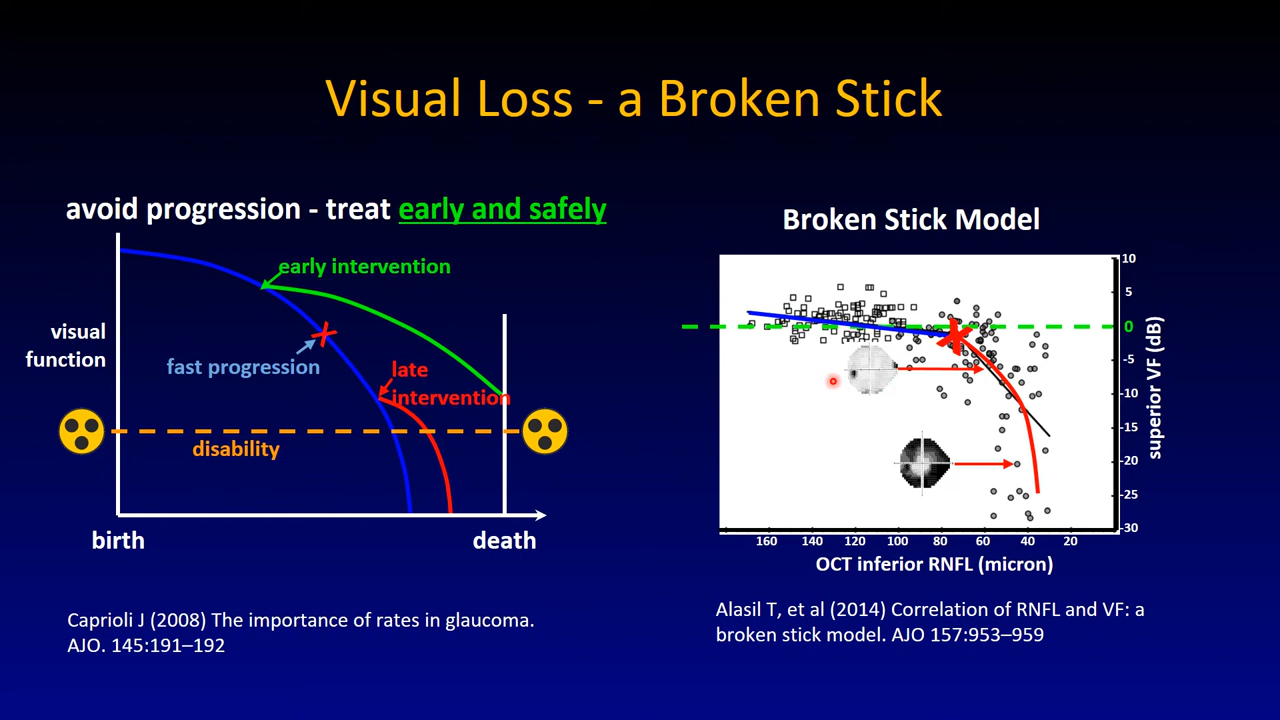 Visual Loss - a Broken Stick
avoid progression - treat early and safely
early intervention
visual
function
fast progression
late
intervention
disability
birth
death
Caprioli J (2008) The importance of rates in glaucoma.
AJO. 145:191–192
Broken Stick Model
10
5
0
-5
-10
-15
-20
-25
-30
superior VF (dB)
160 140 120 100 80 60 40 20
OCT inferior RNFL (micron)
Alasil T, et al (2014) Correlation of RNFL and VF: a
broken stick model. AJO 157:953–959